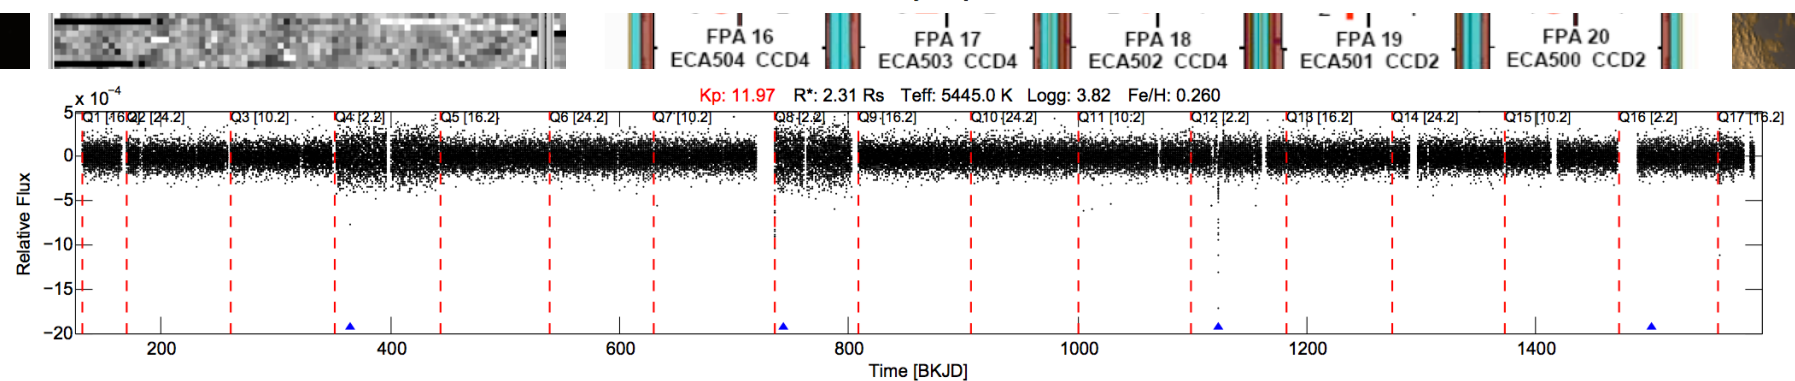 FPA 16 FPA 17 FPA 18 FPA 19 FPA 20
ECA504 CCD4 ECA503 CCD4 ECA502 CCD4 ECA501 CCD2 ECA500 CCD2
Kp: 11.97 R*: 2.31 Rs Teff: 5445.0 K Logg: 3.82 Fe/H: 0.260
x 10-4
Q1 [16.2] Q2 [24.2] Q3 [10.2] Q4 [2.2] Q5 [16.2] Q6 [24.2] Q7 [10.2] Q8 [2.2] Q9 [16.2] Q10 [24.2] Q11 [10.2] Q12 [2.2] Q13 [16.2] Q14 [24.2] Q15 [10.2] Q16 [2.2] Q17 [16.2]
5
0
−5
−10
−15
−20
Relative Flux
200 400 600 800 1000 1200 1400
Time [BKJD]